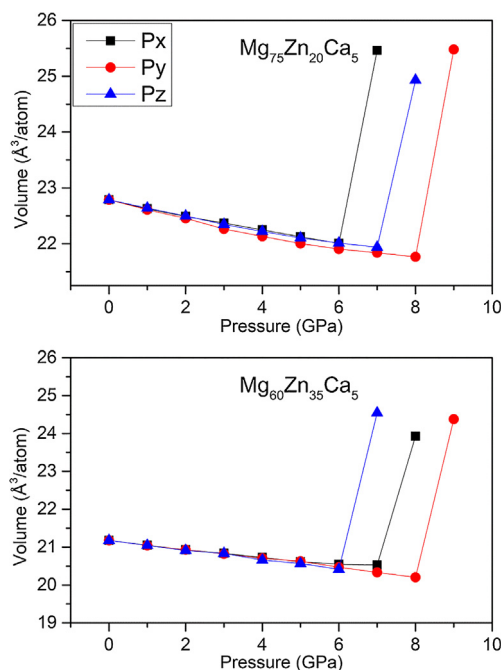 26
25
24
23
22
Volume (Å³/atom)
Px
Py
Pz
Mg₇₅Zn₂₀Ca₅
0 2 4 6 8 10
Pressure (GPa)
26
25
24
23
22
21
20
19
Volume (Å³/atom)
Mg₆₀Zn₃₅Ca₅
0 2 4 6 8 10
Pressure (GPa)